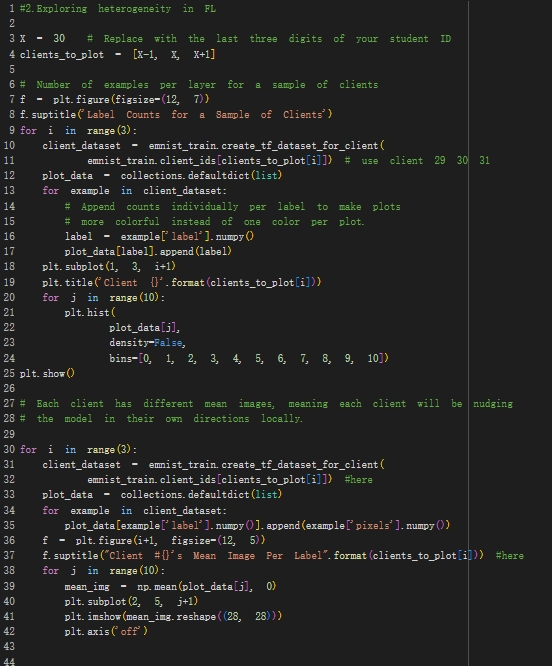 1 #2.Exploring heterogeneity in FL
2
3 X = 30 # Replace with the last three digits of your student ID
4 clients_to_plot = [X-1, X, X+1]
5
6 # Number of examples per layer for a sample of clients
7 f = plt.figure(figsize=(12, 7))
8 f.suptitle('Label Counts for a Sample of Clients')
9 for i in range(3):
10 client_dataset = emnist_train.create_tf_dataset_for_client(
11 emnist_train.client_ids[clients_to_plot[i]]) # use client 29 30 31
12 plot_data = collections.defaultdict(list)
13 for example in client_dataset:
14 # Append counts individually per label to make plots
15 # more colorful instead of one color per plot.
16 label = example['label'].numpy()
17 plot_data[label].append(label)
18 plt.subplot(1, 3, i+1)
19 plt.title('Client {}'.format(clients_to_plot[i]))
20 for j in range(10):
21 plt.hist(
22 plot_data[j],
23 density=False,
24 bins=[0, 1, 2, 3, 4, 5, 6, 7, 8, 9, 10])
25 plt.show()
26
27 # Each client has different mean images, meaning each client will be nudging
28 # the model in their own directions locally.
29
30 for i in range(3):
31 client_dataset = emnist_train.create_tf_dataset_for_client(
32 emnist_train.client_ids[clients_to_plot[i]]) #here
33 plot_data = collections.defaultdict(list)
34 for example in client_dataset:
35 plot_data[example['label'].numpy()].append(example['pixels'].numpy())
36 f = plt.figure(i+1, figsize=(12, 5))
37 f.suptitle("Client #{}'s Mean Image Per Label".format(clients_to_plot[i])) #here
38 for j in range(10):
39 mean_img = np.mean(plot_data[j], 0)
40 plt.subplot(2, 5, j+1)
41 plt.imshow(mean_img.reshape((28, 28)))
42 plt.axis('off')
43
44